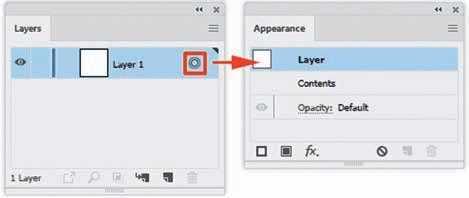 Layers
Layer 1
1 Layer
Appearance
Layer
Contents
Opacity: Default
fx.